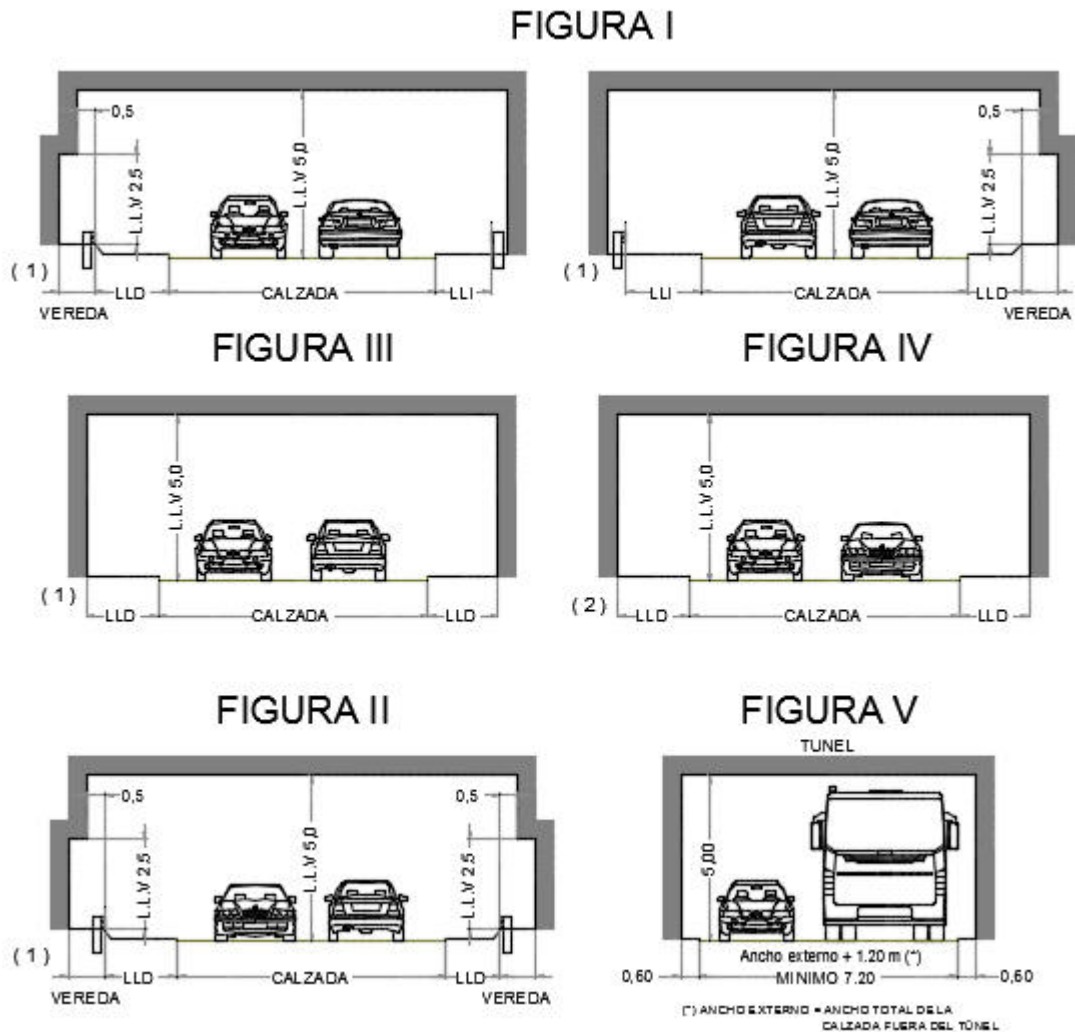 FIGURA I
0,5
L.L.V 5,0
L.L.V 2,5
( 1 )
LLD
CALZADA
LLI
VEREDA
0,5
L.L.V 5,0
L.L.V 2,5
( 1 )
LLI
CALZADA
LLD
VEREDA
FIGURA III
L.L.V 5,0
( 1 )
LLD
CALZADA
LLD
FIGURA IV
L.L.V 5,0
( 2 )
LLD
CALZADA
LLD
FIGURA II
0,5
0,5
L.L.V 2,5
L.L.V 5,0
L.L.V 2,5
( 1 )
LLD
CALZADA
LLD
VEREDA
VEREDA
FIGURA V
TUNEL
5,00
Ancho externo + 1.20 m (*)
0,60
MINIMO 7.20
0,60
(*) ANCHO EXTERNO = ANCHO TOTAL DE LA
CALZADA FUERA DEL TÚNEL